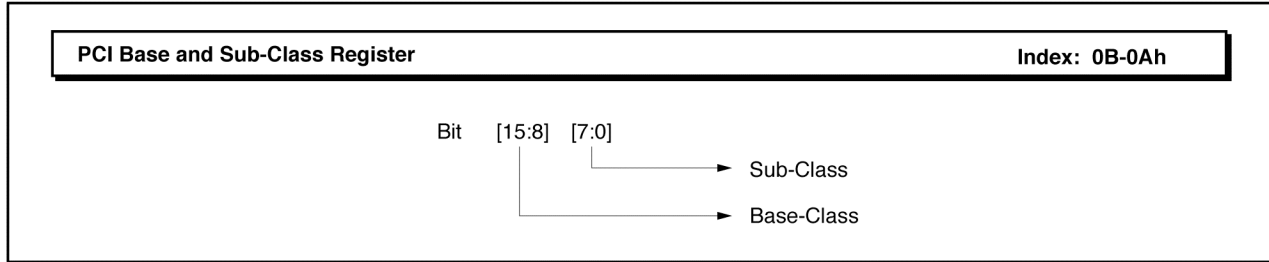 PCI Base and Sub-Class Register Index: 0B-0Ah
Bit [15:8] [7:0]
Sub-Class
Base-Class